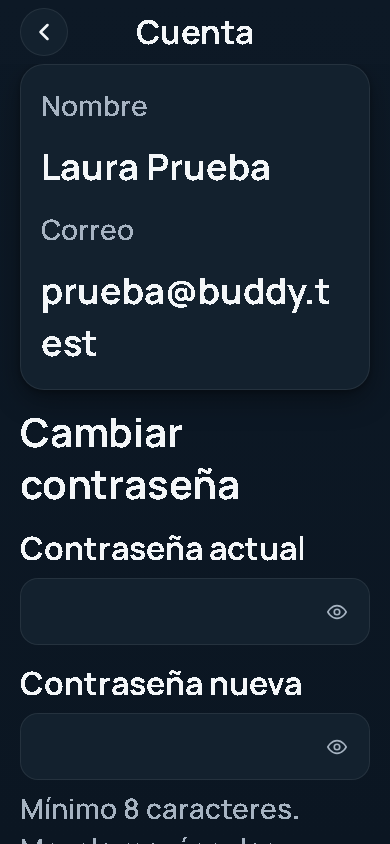 Cuenta
Nombre
Laura Prueba
Correo
prueba@buddy.t
est
Cambiar
contraseña
Contraseña actual
Contraseña nueva
Mínimo 8 caracteres.